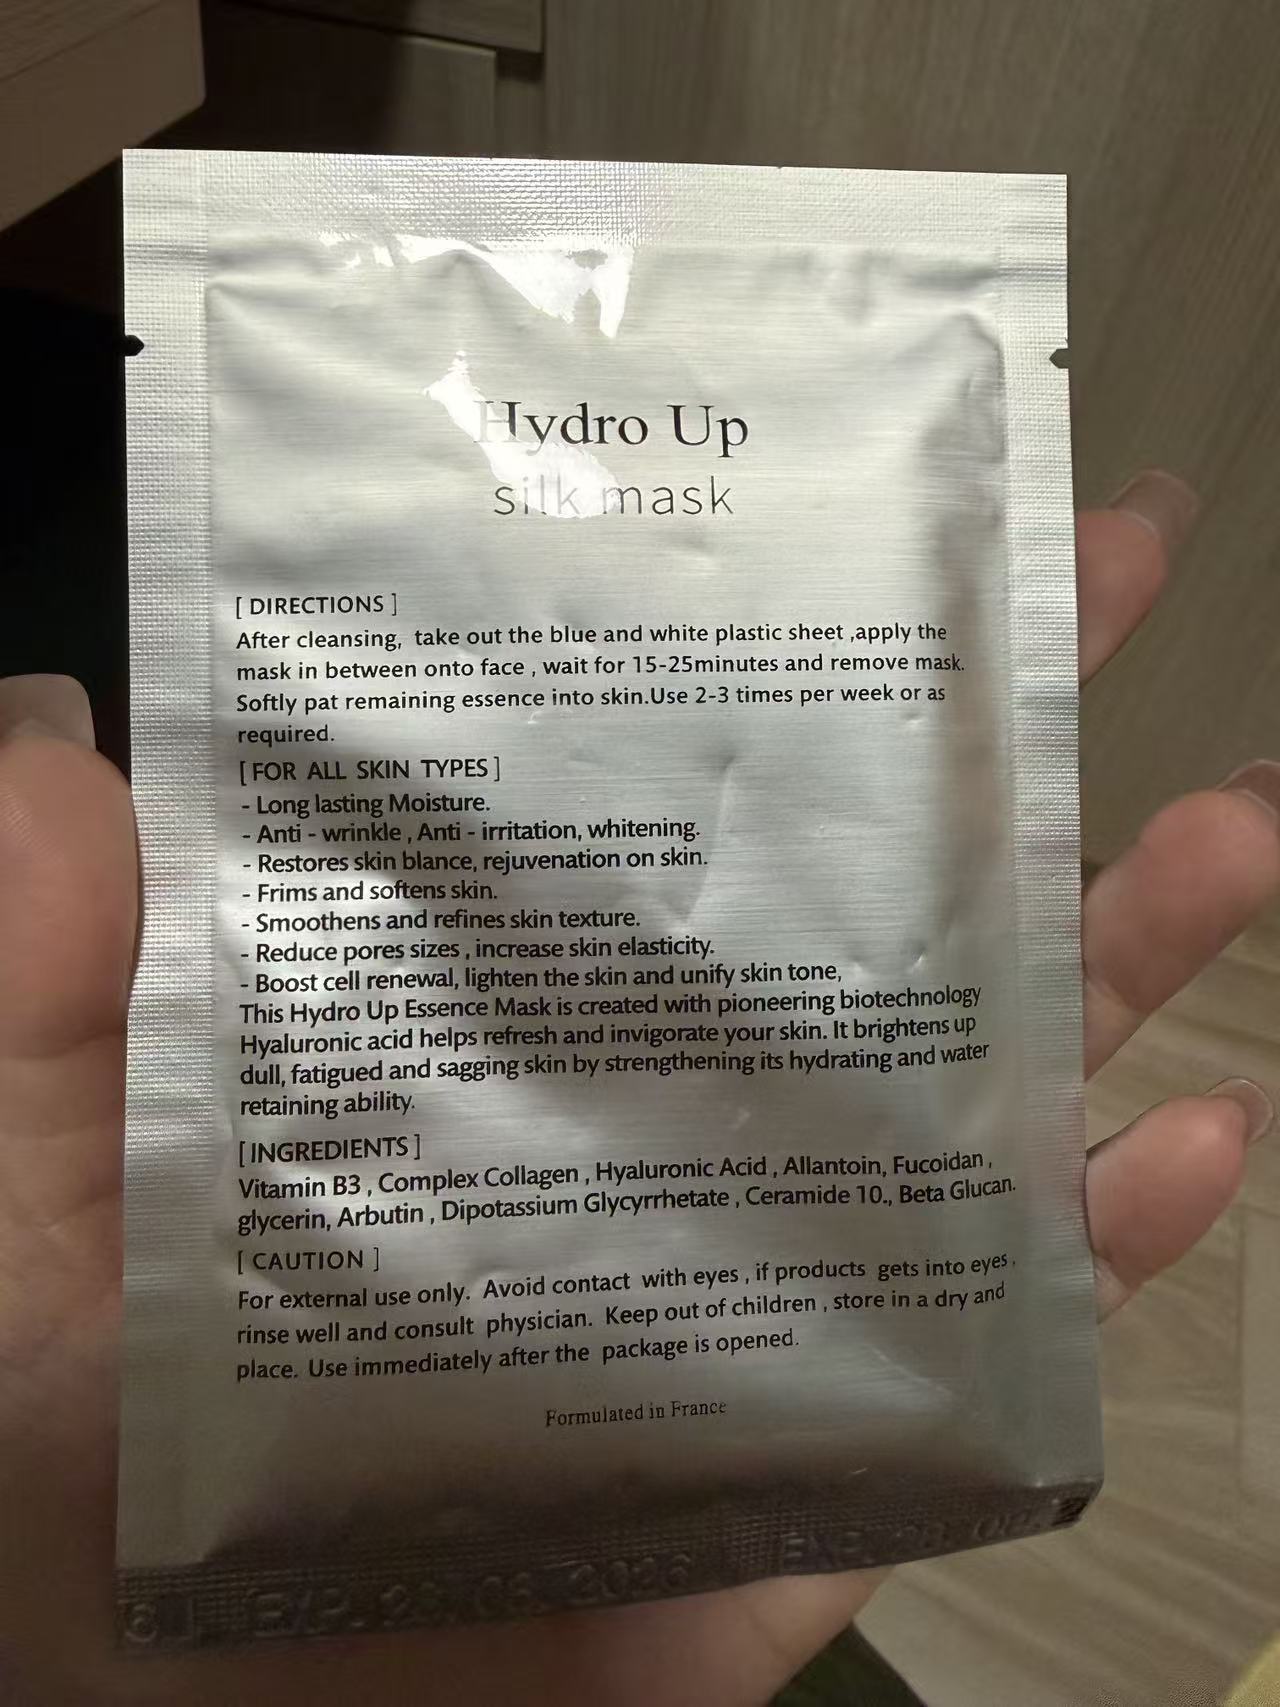 Hydro Up
silk mask
[ DIRECTIONS ]
After cleansing, take out the blue and white plastic sheet ,apply the
mask in between onto face , wait for 15-25minutes and remove mask.
Softly pat remaining essence into skin.Use 2-3 times per week or as
required.
[ FOR ALL SKIN TYPES ]
- Long lasting Moisture.
- Anti - wrinkle , Anti - irritation, whitening.
- Restores skin blance, rejuvenation on skin.
- Frims and softens skin.
- Smoothens and refines skin texture.
- Reduce pores sizes , increase skin elasticity.
- Boost cell renewal, lighten the skin and unify skin tone,
This Hydro Up Essence Mask is created with pioneering biotechnology
Hyaluronic acid helps refresh and invigorate your skin. It brightens up
dull, fatigued and sagging skin by strengthening its hydrating and water
retaining ability.
[ INGREDIENTS ]
Vitamin B3 , Complex Collagen , Hyaluronic Acid , Allantoin, Fucoidan ,
glycerin, Arbutin , Dipotassium Glycyrrhetate , Ceramide 10., Beta Glucan.
[ CAUTION ]
For external use only. Avoid contact with eyes , if products gets into eyes ,
rinse well and consult physician. Keep out of children , store in a dry and
place. Use immediately after the package is opened.
Formulated in France
2026